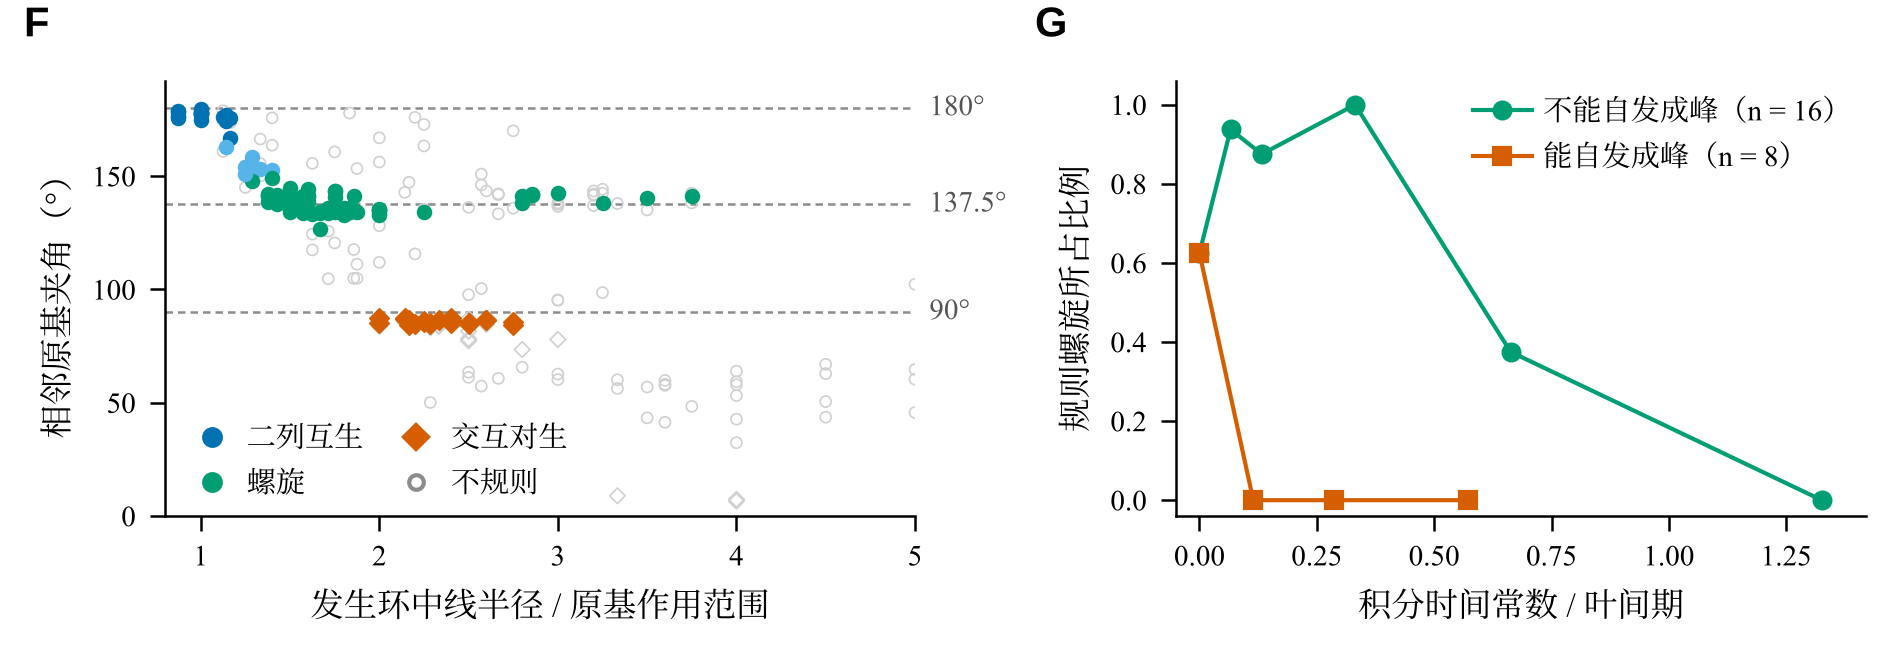 F
相邻原基夹角（°）
150
100
50
0
180°
137.5°
90°
二列互生
交互对生
螺旋
不规则
1 2 3 4 5
发生环中线半径 / 原基作用范围
G
规则螺旋所占比例
1.0
0.8
0.6
0.4
0.2
0.0
不能自发成峰（n = 16）
能自发成峰（n = 8）
0.00 0.25 0.50 0.75 1.00 1.25
积分时间常数 / 叶间期